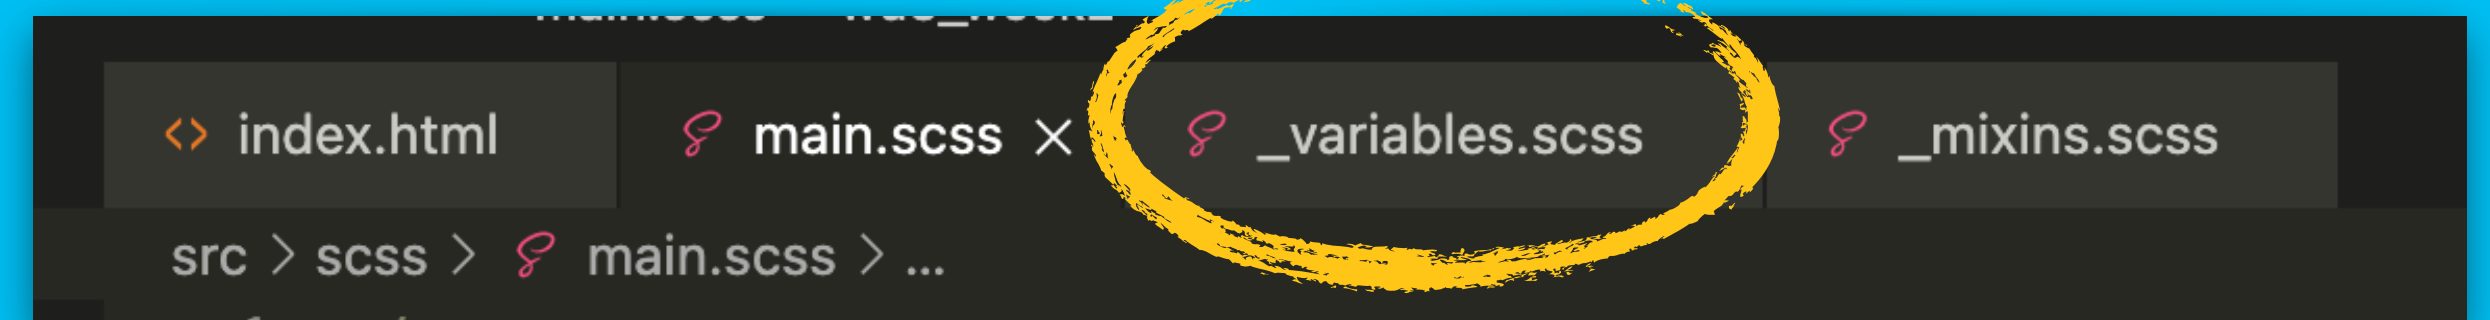 index.html main.scss _variables.scss _mixins.scss
src > scss > main.scss > ...